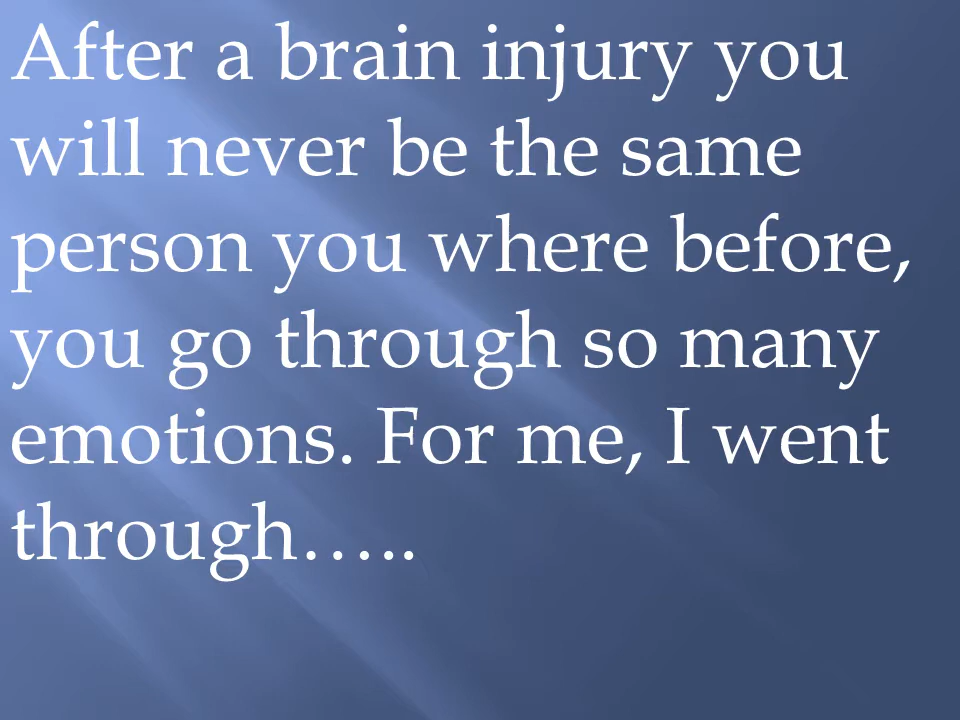 After a brain injury you
will never be the same
person you where before,
you go through so many
emotions. For me, I went
through…..